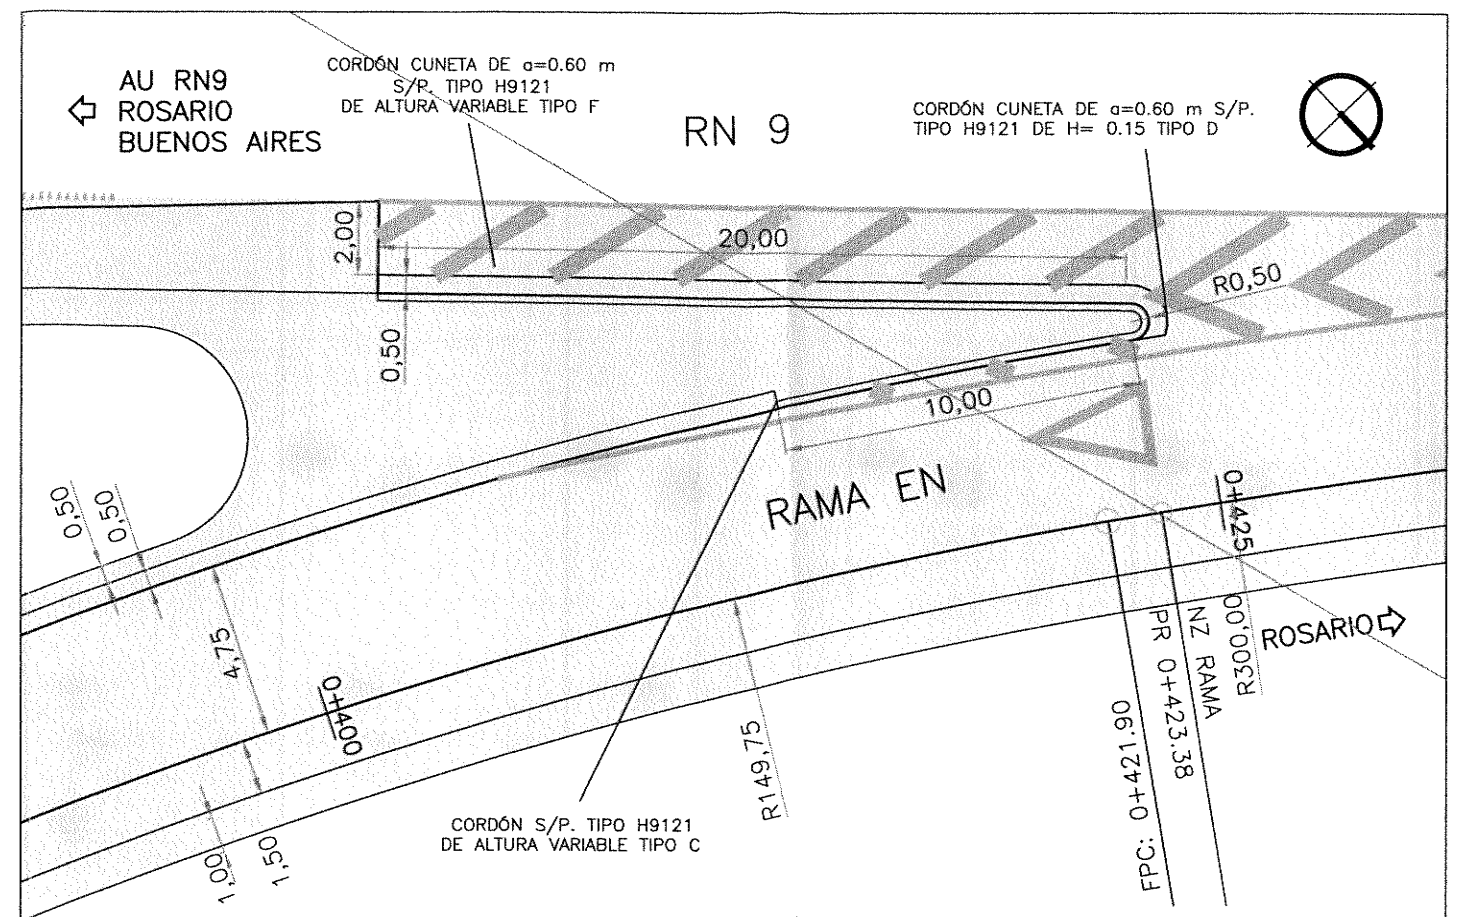 AU RN9
ROSARIO
BUENOS AIRES
CORDÓN CUNETA DE a=0.60 m
S/P. TIPO H9121
DE ALTURA VARIABLE TIPO F
RN 9
CORDÓN CUNETA DE a=0.60 m S/P.
TIPO H9121 DE H= 0.15 TIPO D
2,00
20,00
R0,50
0,50
10,00
RAMA EN
0,50
0,50
4,75
0+400
0+425
R300,00
ROSARIO
NZ RAMA
PR 0+423.38
FPC: 0+421.90
R149,75
CORDÓN S/P. TIPO H9121
DE ALTURA VARIABLE TIPO C
1,00
1,50